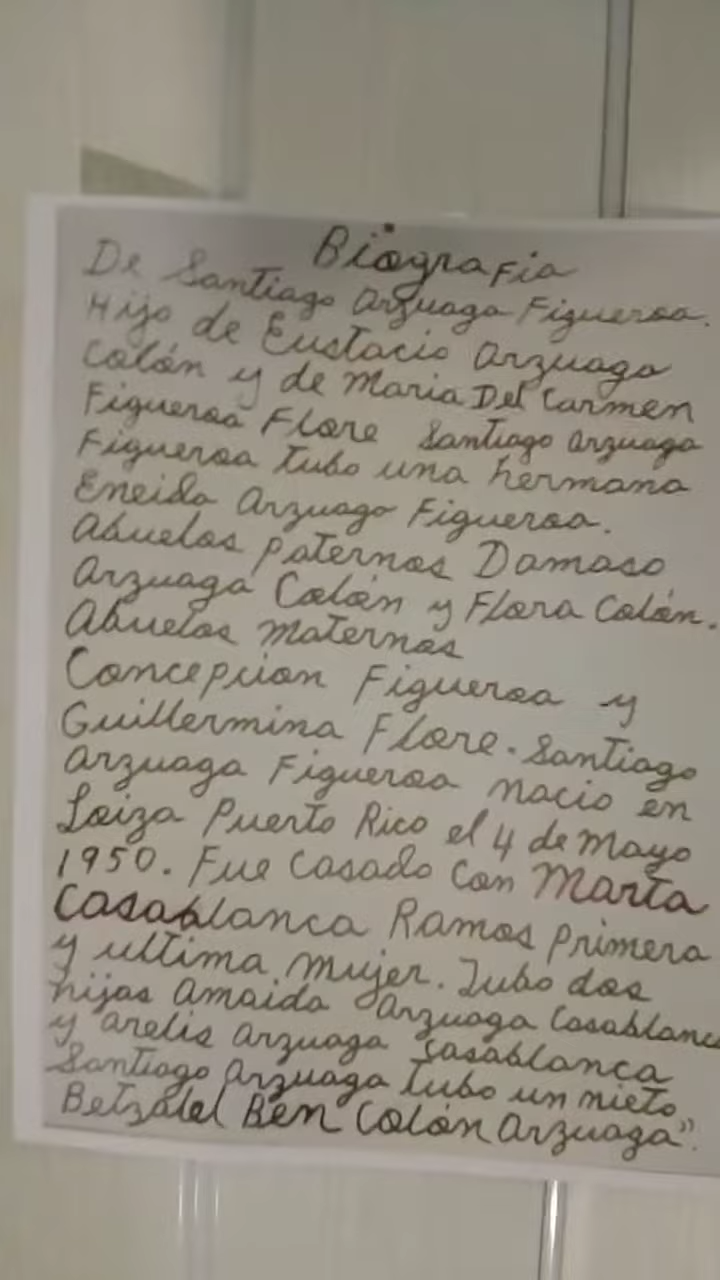 Biografia
De Santiago Arzuaga Figueroa.
Hijo de Eustacio Arzuaga
Colón y de Maria Del Carmen
Figueroa Flore Santiago Arzuaga
Figueroa tubo una hermana
Eneida Arzuago Figueroa.
Abuelos paternos Damaso
Arzuaga Colón y Flora Colón.
Abuelos maternos
Concepcion Figueroa y
Guillermina Flore. Santiago
Arzuaga Figueroa nacio en
Loiza Puerto Rico el 4 de Mayo
1950. Fue casado con Marta
Casablanca Ramos primera
y ultima mujer. Tubo dos
hijas Amaida Arzuaga Casablanca
y Arelis Arzuaga Casablanca
Santiago Arzuaga tubo un nieto
Betzalel Ben Colón Arzuaga".